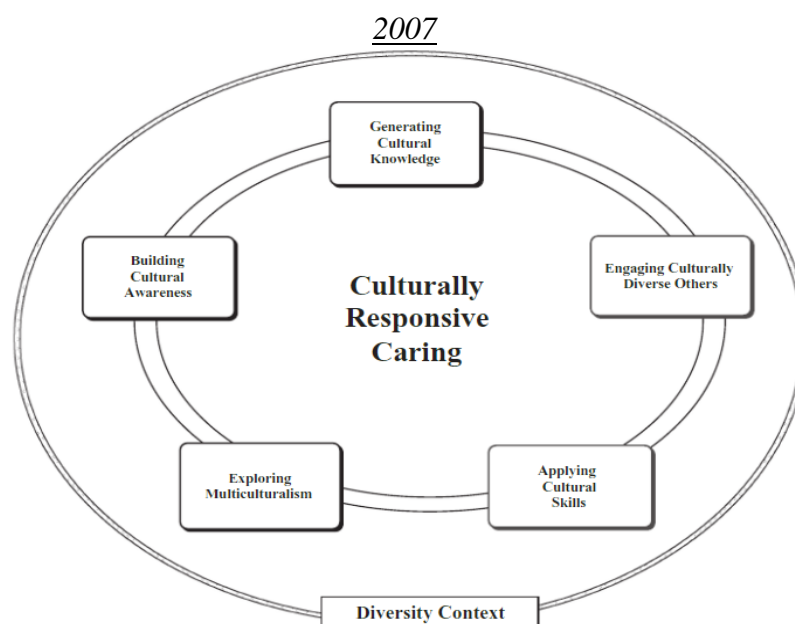 2007
Generating
Cultural
Knowledge
Building
Cultural
Awareness
Engaging Culturally
Diverse Others
Culturally
Responsive
Caring
Exploring
Multiculturalism
Applying
Cultural
Skills
Diversity Context